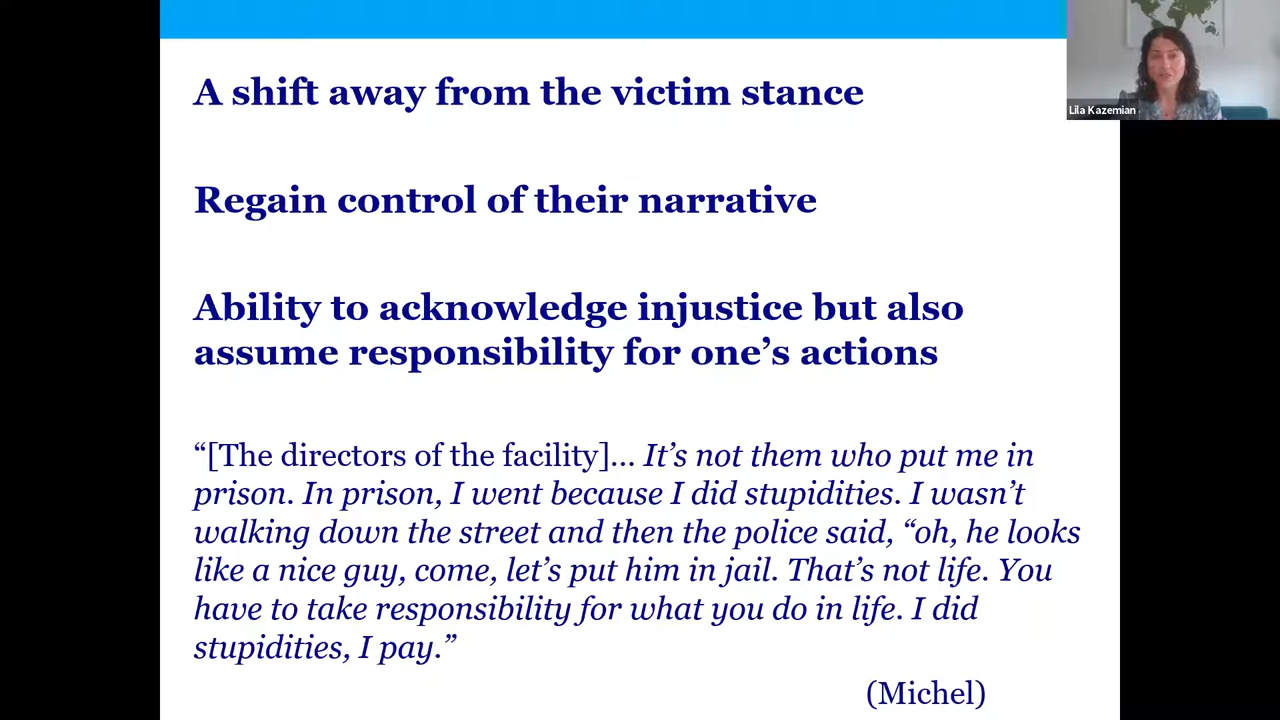 A shift away from the victim stance
Lila Kazemian
Regain control of their narrative
Ability to acknowledge injustice but also
assume responsibility for one’s actions
“[The directors of the facility]... It’s not them who put me in
prison. In prison, I went because I did stupidities. I wasn’t
walking down the street and then the police said, “oh, he looks
like a nice guy, come, let’s put him in jail. That’s not life. You
have to take responsibility for what you do in life. I did
stupidities, I pay.”
(Michel)